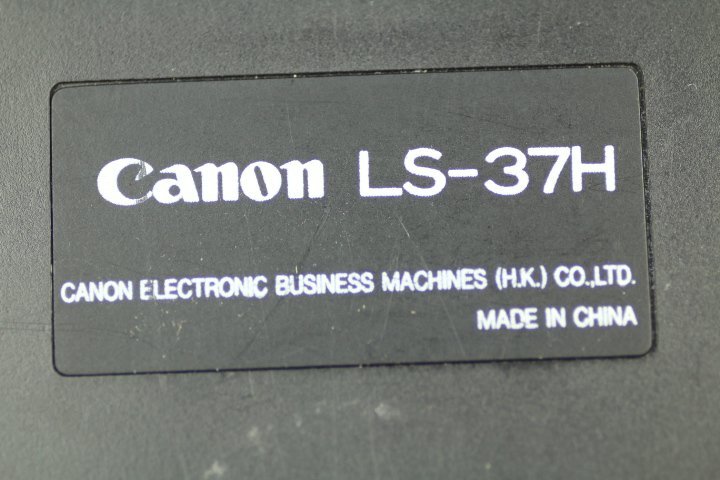 Canon LS-37H
CANON ELECTRONIC BUSINESS MACHINES (H.K.) CO.,LTD.
MADE IN CHINA